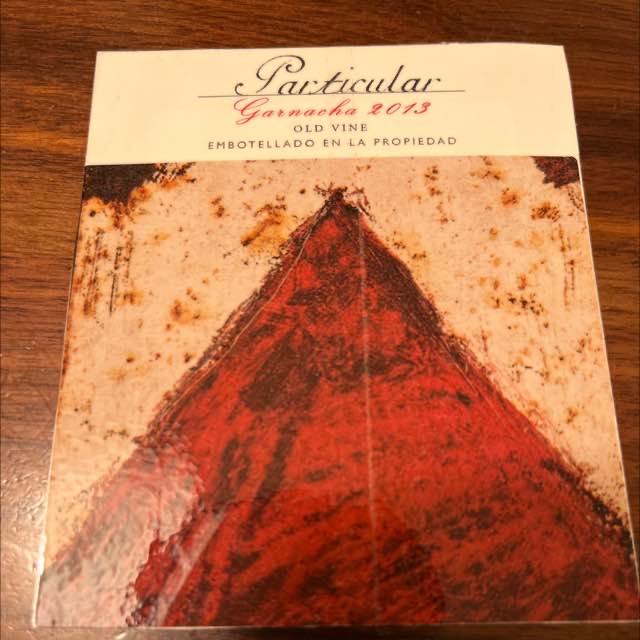 Particular
Garnacha 2013
OLD VINE
EMBOTELLADO EN LA PROPIEDAD